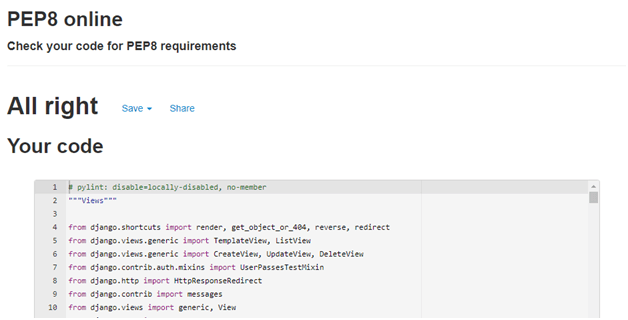 PEP8 online
Check your code for PEP8 requirements
All right Save Share
Your code
1 # pylint: disable=locally-disabled, no-member
2 """Views"""
3
4 from django.shortcuts import render, get_object_or_404, reverse, redirect
5 from django.views.generic import TemplateView, ListView
6 from django.views.generic import CreateView, UpdateView, DeleteView
7 from django.contrib.auth.mixins import UserPassesTestMixin
8 from django.http import HttpResponseRedirect
9 from django.contrib import messages
10 from django.views import generic, View